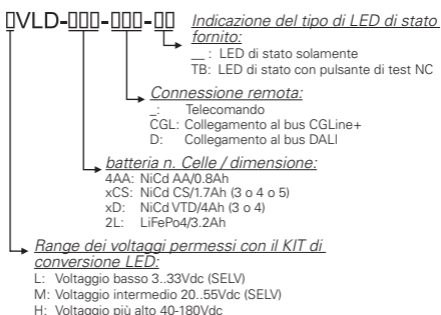 ▯VLD-▯▯▯-▯▯▯-▯▯
Indicazione del tipo di LED di stato
fornito:
__ : LED di stato solamente
TB: LED di stato con pulsante di test NC
Connessione remota:
_: Telecomando
CGL: Collegamento al bus CGLine+
D: Collegamento al bus DALI
batteria n. Celle / dimensione:
4AA: NiCd AA/0.8Ah
xCS: NiCd CS/1.7Ah (3 o 4 o 5)
xD: NiCd VTD/4Ah (3 o 4)
2L: LiFePo4/3.2Ah
Range dei voltaggi permessi con il KIT di
conversione LED:
L: Voltaggio basso 3..33Vdc (SELV)
M: Voltaggio intermedio 20..55Vdc (SELV)
H: Voltaggio più alto 40-180Vdc